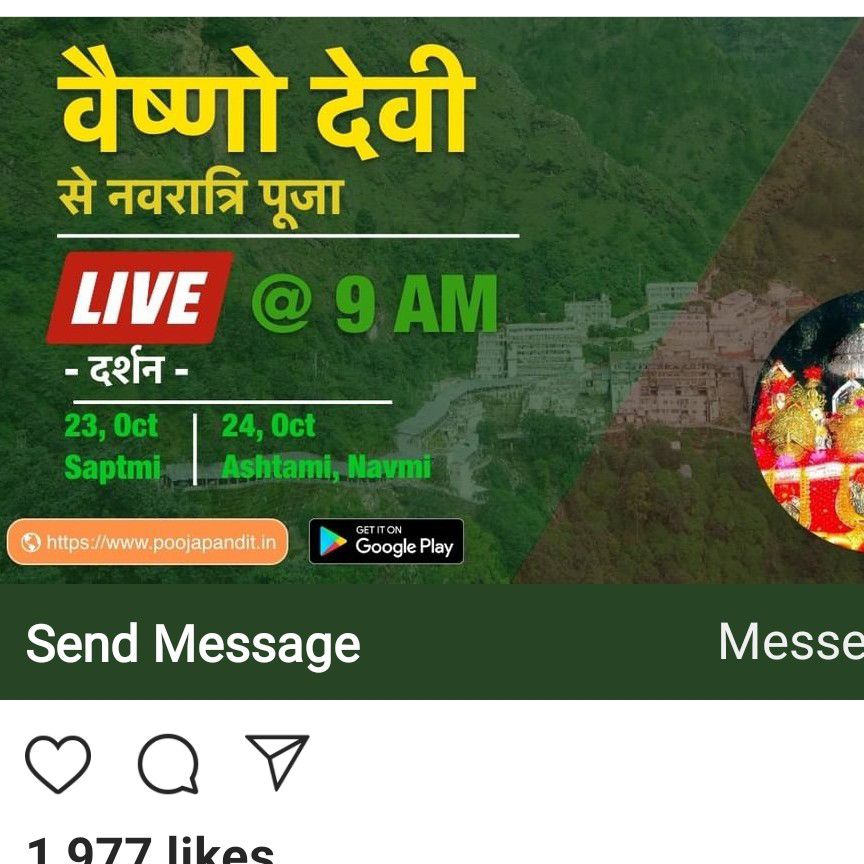 वैष्णो देवी
से नवरात्रि पूजा
LIVE @ 9 AM
- दर्शन -
23, Oct
Saptmi
24, Oct
Ashtami, Navmi
https://www.poojapandit.in
GET IT ON
Google Play
Send Message
Messe
1,977 likes